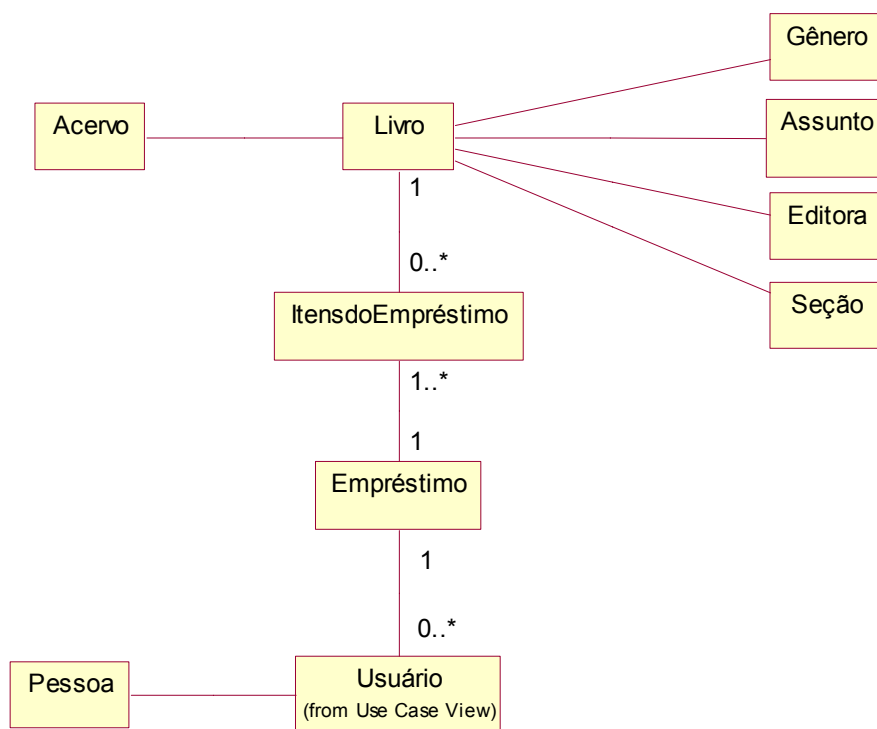 Gênero
Acervo
Livro
Assunto
1
Editora
0..*
ItensdoEmpréstimo
Seção
1..*
1
Empréstimo
1
0..*
Pessoa
Usuário
(from Use Case View)